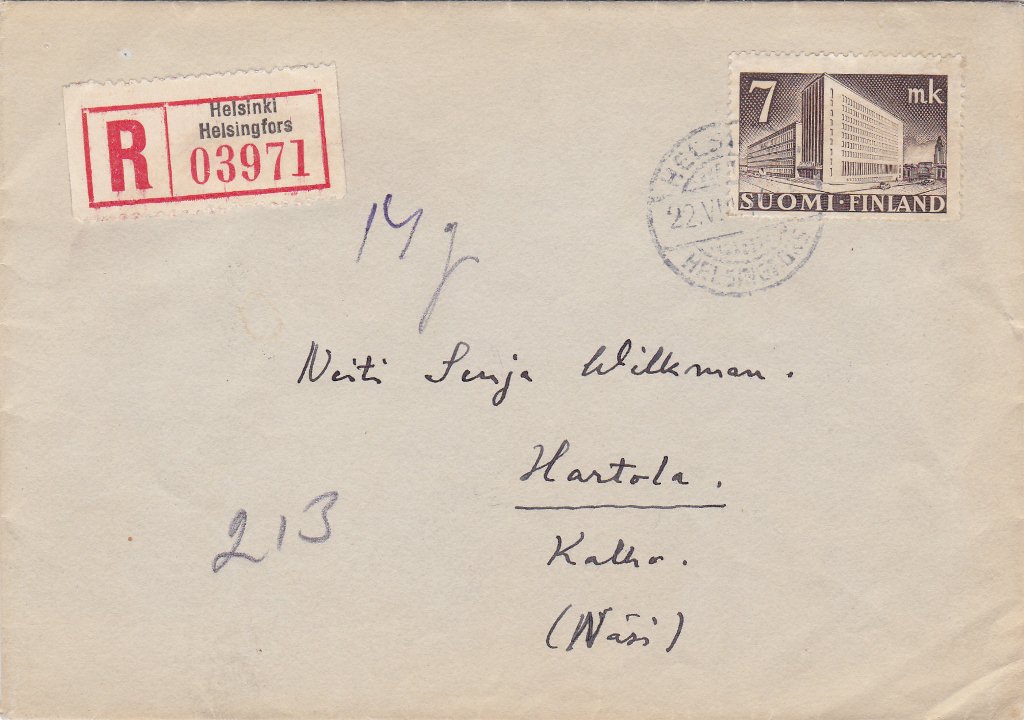 Helsinki
Helsingfors
R 03971
7 mk
SUOMI·FINLAND
22.VI
HELSINGFORS
14 g
Neiti Senja Wilkman.
Hartola.
Kalho.
(Näsi)
213